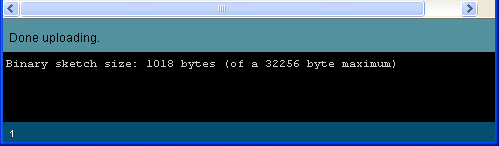 Done uploading.
Binary sketch size: 1018 bytes (of a 32256 byte maximum)
1